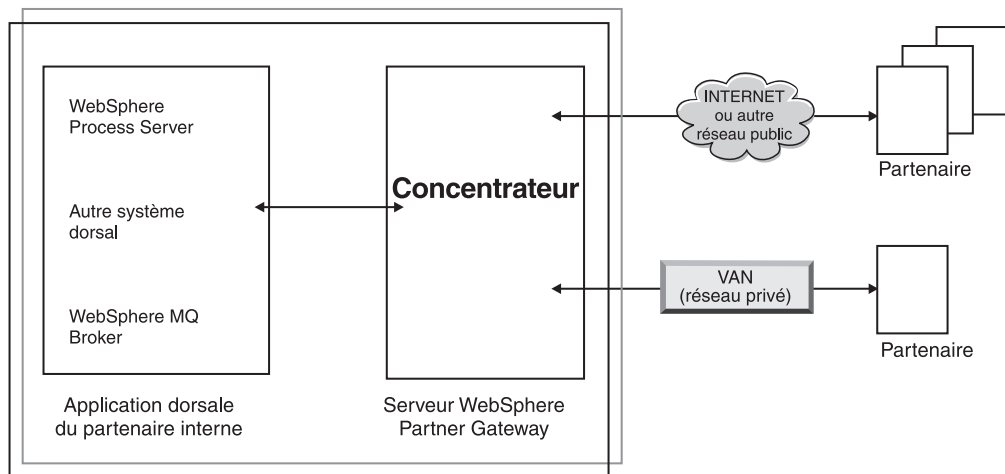 WebSphere
Process Server
Autre système
dorsal
WebSphere MQ
Broker
Application dorsale
du partenaire interne
Concentrateur
Serveur WebSphere
Partner Gateway
INTERNET
ou autre
réseau public
Partenaire
VAN
(réseau privé)
Partenaire